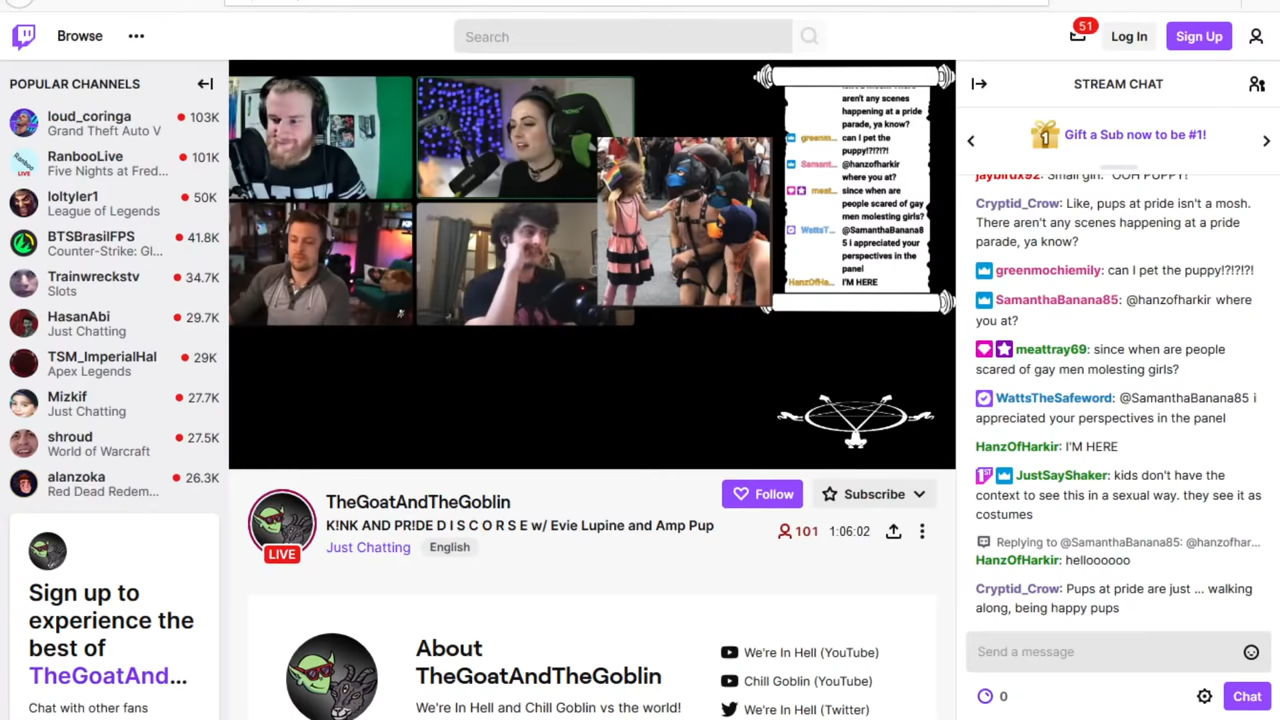 Browse
Search
51
Log In
Sign Up
POPULAR CHANNELS
loud_coringa 103K
Grand Theft Auto V
RanbooLive 101K
Five Nights at Fred...
loltyler1 50K
League of Legends
BTSBrasilFPS 41.8K
Counter-Strike: Gl...
Trainwreckstv 34.7K
Slots
HasanAbi 29.7K
Just Chatting
TSM_ImperialHal 29K
Apex Legends
Mizkif 27.7K
Just Chatting
shroud 27.5K
World of Warcraft
alanzoka 26.3K
Red Dead Redem...
Sign up to
experience the
best of
TheGoatAnd...
Chat with other fans
aren't any scenes
happening at a pride
parade, ya know?
greenm... can I pet the
puppy!?!?!?!
Samant... @hanzofharkir
where you at?
meat... since when are
people scared of gay
men molesting girls?
WattsT... @SamanthaBanana8
5 i appreciated your
perspectives in the
panel
HanzOfHa... I'M HERE
LIVE
TheGoatAndTheGoblin
K!NK AND PR!DE D I S C O R S E w/ Evie Lupine and Amp Pup
Just Chatting English
Follow
Subscribe
101 1:06:02
About
TheGoatAndTheGoblin
We're In Hell and Chill Goblin vs the world!
We're In Hell (YouTube)
Chill Goblin (YouTube)
We're In Hell (Twitter)
STREAM CHAT
1
Gift a Sub now to be #1!
jaybirdx92: Small girl: "OOH PUPPY!"
Cryptid_Crow: Like, pups at pride isn't a mosh.
There aren't any scenes happening at a pride
parade, ya know?
greenmochiemily: can I pet the puppy!?!?!?!
SamanthaBanana85: @hanzofharkir where
you at?
meattray69: since when are people
scared of gay men molesting girls?
WattsTheSafeword: @SamanthaBanana85 i
appreciated your perspectives in the panel
HanzOfHarkir: I'M HERE
1ST JustSayShaker: kids don't have the
context to see this in a sexual way. they see it as
costumes
Replying to @SamanthaBanana85: @hanzofhar...
HanzOfHarkir: helloooooo
Cryptid_Crow: Pups at pride are just ... walking
along, being happy pups
Send a message
0
Chat